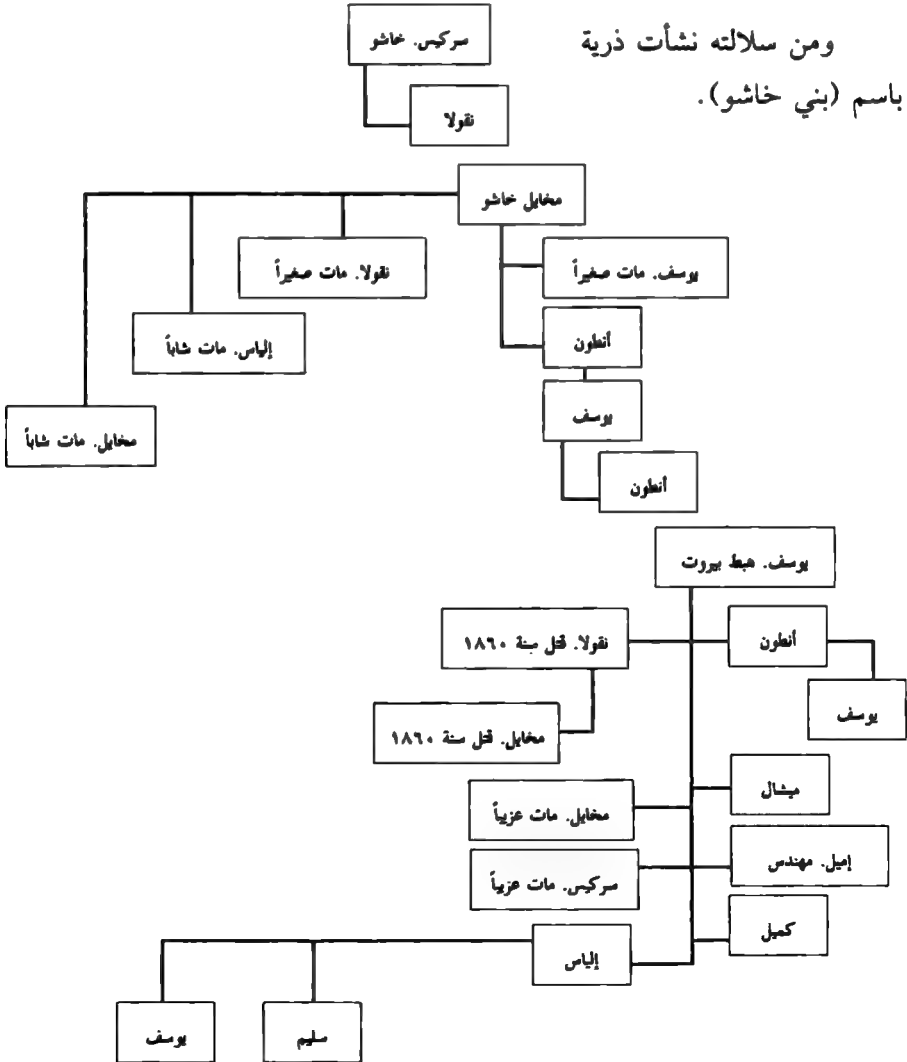 ومن سلالته نشأت ذرية
باسم (بني خاشو).
سركيس. خاشو
نقولا
مخايل خاشو
يوسف. مات صغيراً
نقولا. مات صغيراً
إلياس. مات شاباً
مخايل. مات شاباً
أنطون
يوسف
أنطون
يوسف. هبط بيروت
أنطون
نقولا. قتل سنة ١٨٦٠
يوسف
مخايل. قتل سنة ١٨٦٠
ميشال
مخايل. مات عزيباً
إميل. مهندس
سركيس. مات عزيباً
كميل
إلياس
سليم
يوسف